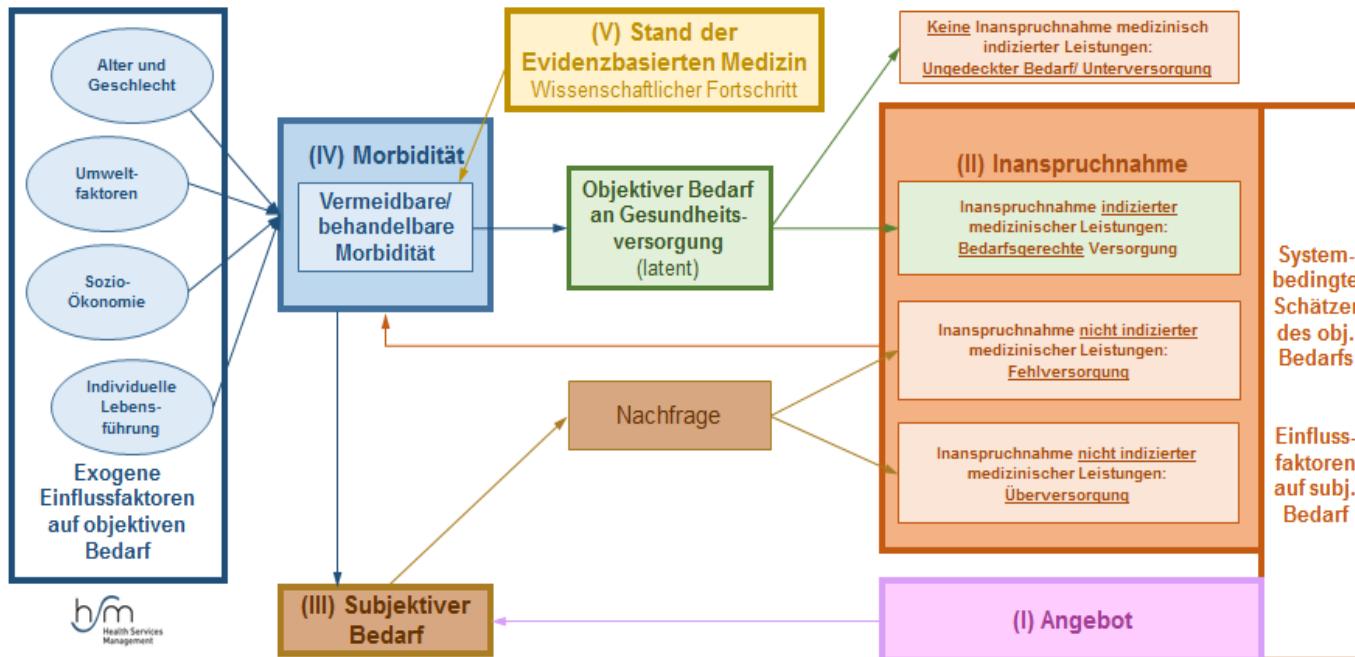 Alter und
Geschlecht
Umwelt-
faktoren
Sozio-
Ökonomie
Individuelle
Lebens-
führung
Exogene
Einflussfaktoren
auf objektiven
Bedarf
hsm
Health Services
Management
(IV) Morbidität
Vermeidbare/
behandelbare
Morbidität
(V) Stand der
Evidenzbasierten Medizin
Wissenschaftlicher Fortschritt
Objektiver Bedarf
an Gesundheits-
versorgung
(latent)
Nachfrage
(III) Subjektiver
Bedarf
Keine Inanspruchnahme medizinisch
indizierter Leistungen:
Ungedeckter Bedarf/ Unterversorgung
(II) Inanspruchnahme
Inanspruchnahme indizierter
medizinischer Leistungen:
Bedarfsgerechte Versorgung
Inanspruchnahme nicht indizierter
medizinischer Leistungen:
Fehlversorgung
Inanspruchnahme nicht indizierter
medizinischer Leistungen:
Überversorgung
(I) Angebot
System-
bedingte
Schätzer
des obj.
Bedarfs
Einfluss-
faktoren
auf subj.
Bedarf